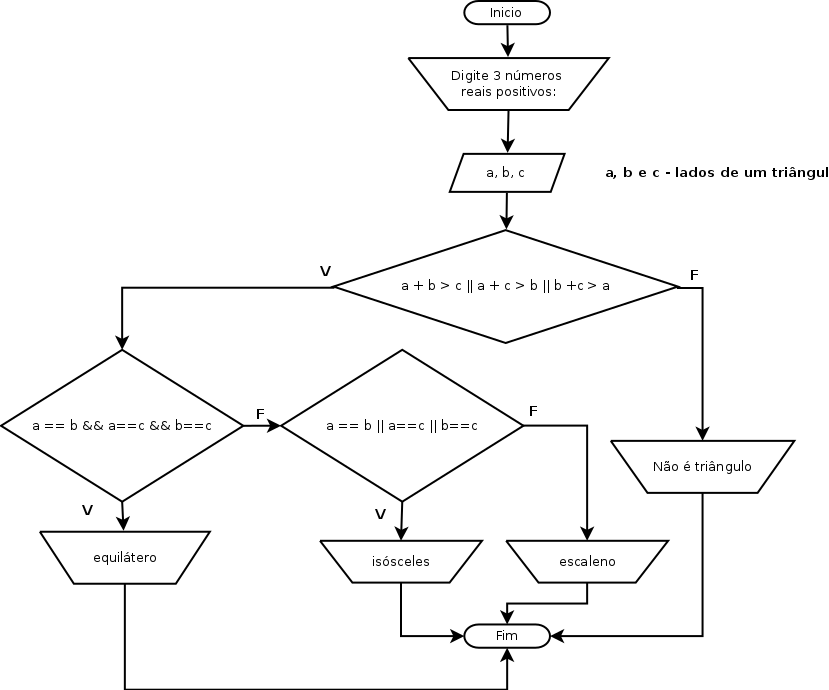 Inicio
Digite 3 números
reais positivos:
a, b, c
a, b e c - lados de um triângul
a + b > c || a + c > b || b +c > a
V
F
a == b && a==c && b==c
F
a == b || a==c || b==c
F
Não é triângulo
V
V
equilátero
isósceles
escaleno
Fim